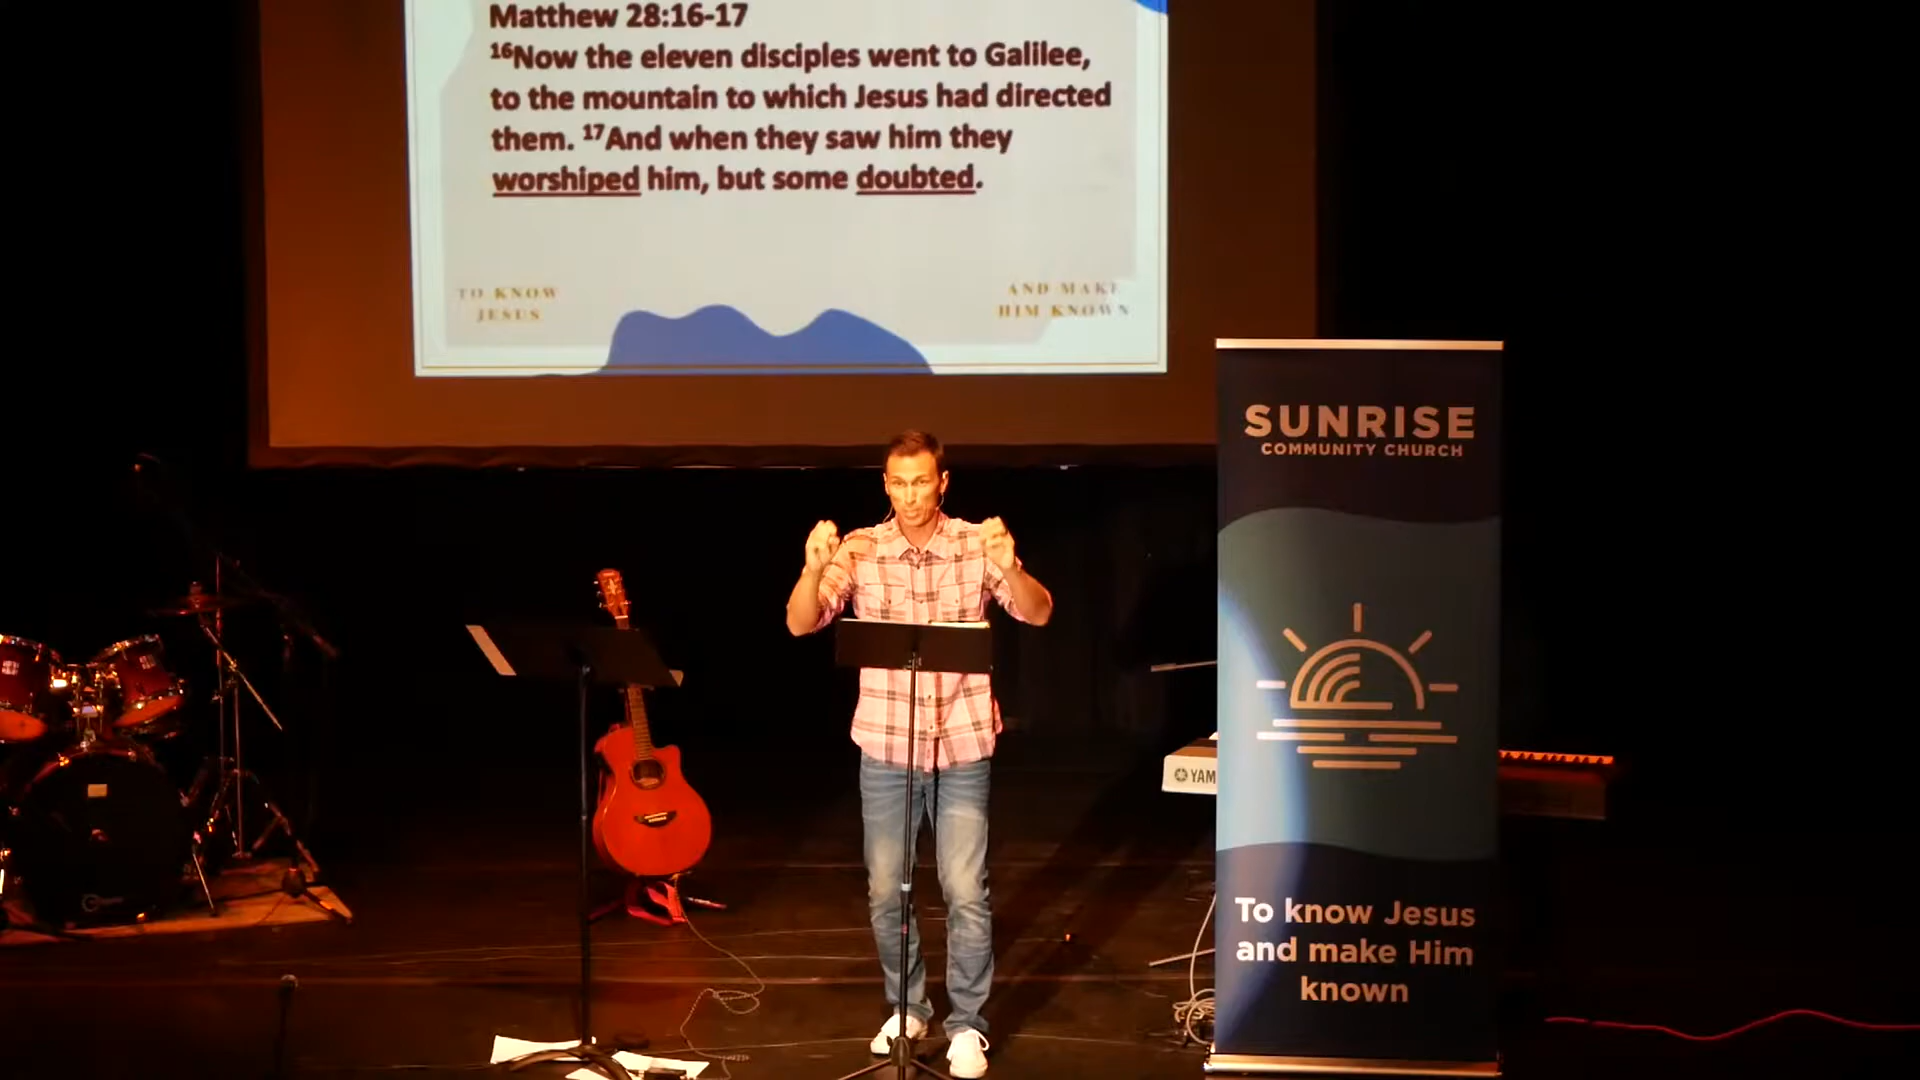 Matthew 28:16-17
¹⁶Now the eleven disciples went to Galilee,
to the mountain to which Jesus had directed
them. ¹⁷And when they saw him they
worshiped him, but some doubted.
TO KNOW
JESUS
AND MAKE
HIM KNOWN
SUNRISE
COMMUNITY CHURCH
YAM
To know Jesus
and make Him
known